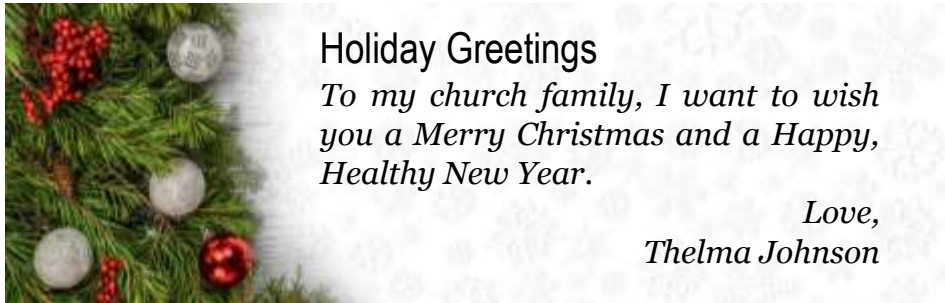 Holiday Greetings
To my church family, I want to wish
you a Merry Christmas and a Happy,
Healthy New Year.
Love,
Thelma Johnson